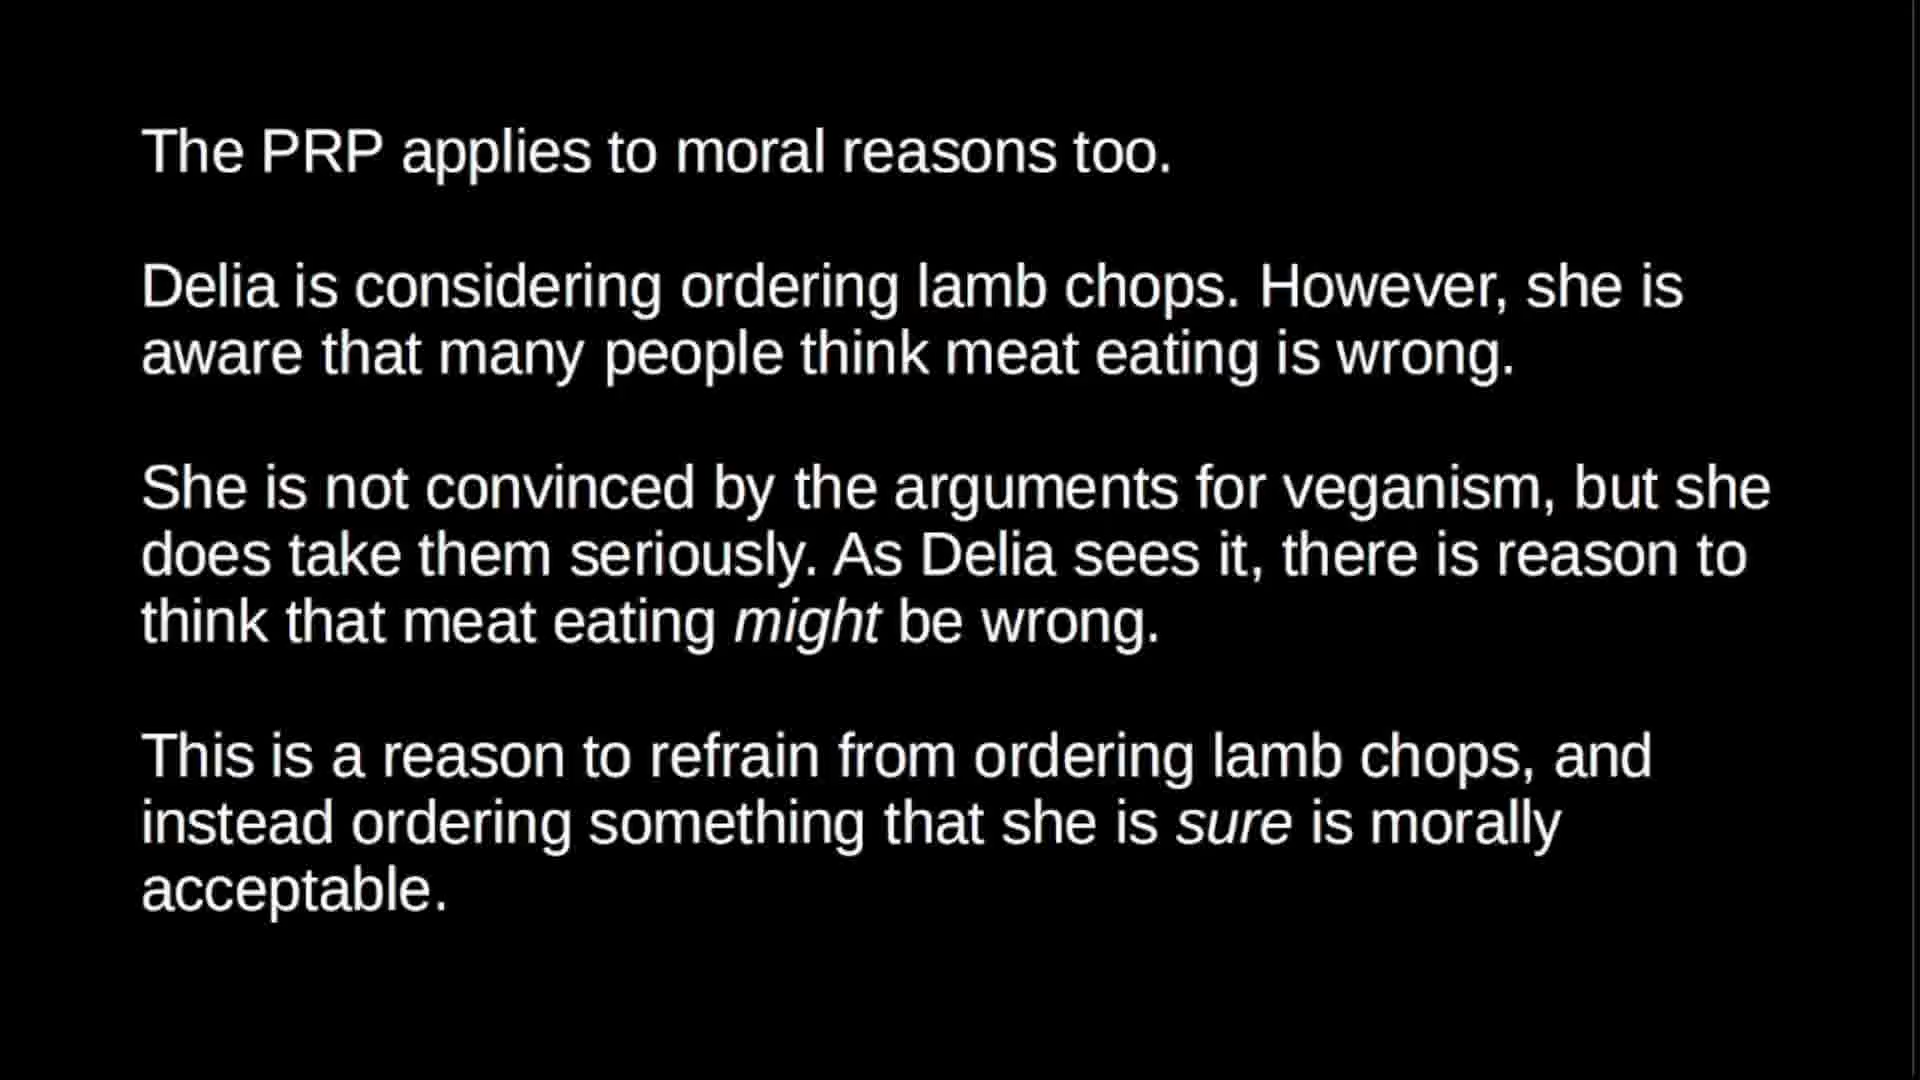 The PRP applies to moral reasons too.
Delia is considering ordering lamb chops. However, she is
aware that many people think meat eating is wrong.
She is not convinced by the arguments for veganism, but she
does take them seriously. As Delia sees it, there is reason to
think that meat eating might be wrong.
This is a reason to refrain from ordering lamb chops, and
instead ordering something that she is sure is morally
acceptable.